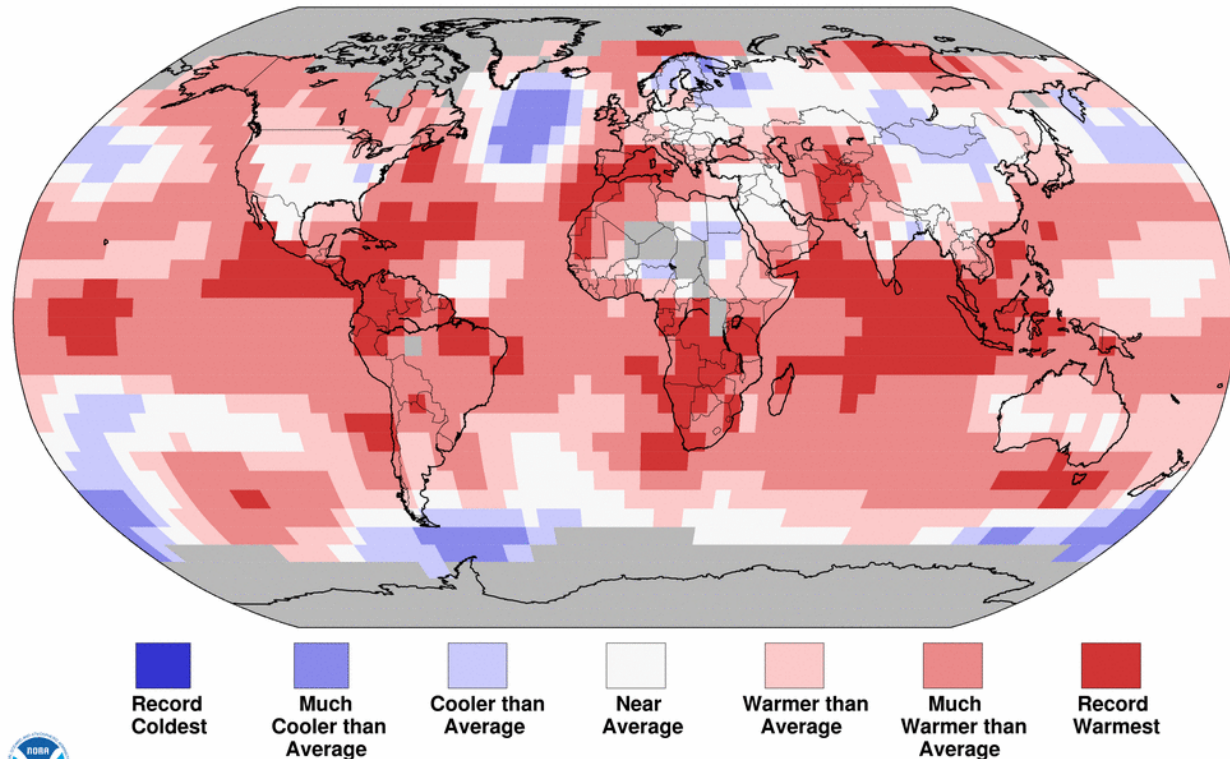 Record
Coldest
Much
Cooler than
Average
Cooler than
Average
Near
Average
Warmer than
Average
Much
Warmer than
Average
Record
Warmest
NOAA